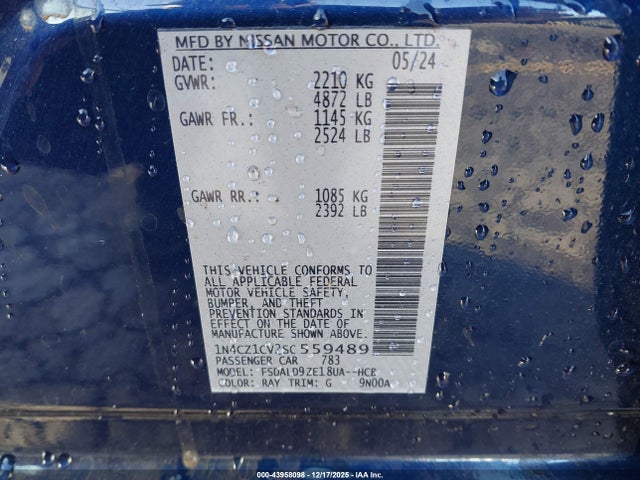 MFD BY NISSAN MOTOR CO., LTD.
DATE: 05/24
GVWR: 2210 KG
4872 LB
GAWR FR.: 1145 KG
2524 LB
GAWR RR.: 1085 KG
2392 LB
THIS VEHICLE CONFORMS TO
ALL APPLICABLE FEDERAL
MOTOR VEHICLE SAFETY,
BUMPER, AND THEFT
PREVENTION STANDARDS IN
EFFECT ON THE DATE OF
MANUFACTURE SHOWN ABOVE.
1N4CZ1CV2SC559489
PASSENGER CAR 783
MODEL: FSDALO9ZE18UA--HCB
COLOR: RAY TRIM: G 9N00A
000-43958098 - 12/17/2025 - IAA Inc.